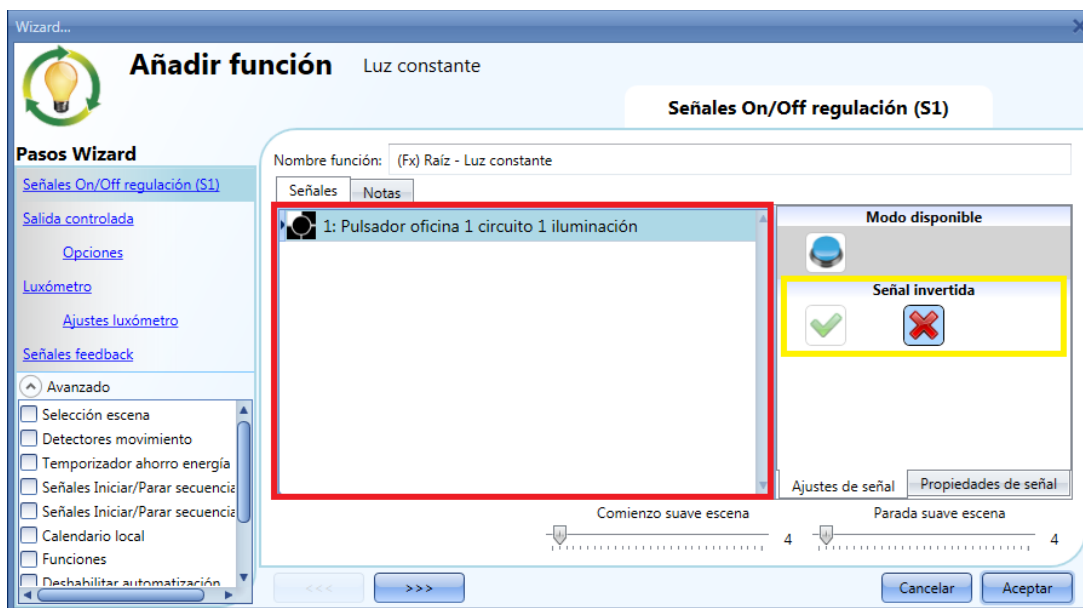 Wizard...
Añadir función Luz constante
Señales On/Off regulación (S1)
Pasos Wizard
Señales On/Off regulación (S1)
Salida controlada
Opciones
Luxómetro
Ajustes luxómetro
Señales feedback
Avanzado
Selección escena
Detectores movimiento
Temporizador ahorro energía
Señales Iniciar/Parar secuencia
Señales Iniciar/Parar secuencia
Calendario local
Funciones
Deshabilitar automatización
Nombre función: (Fx) Raíz - Luz constante
Señales Notas
1: Pulsador oficina 1 circuito 1 iluminación
Modo disponible
Señal invertida
Ajustes de señal Propiedades de señal
Comienzo suave escena Parada suave escena
4 4
<<< >>> Cancelar Aceptar